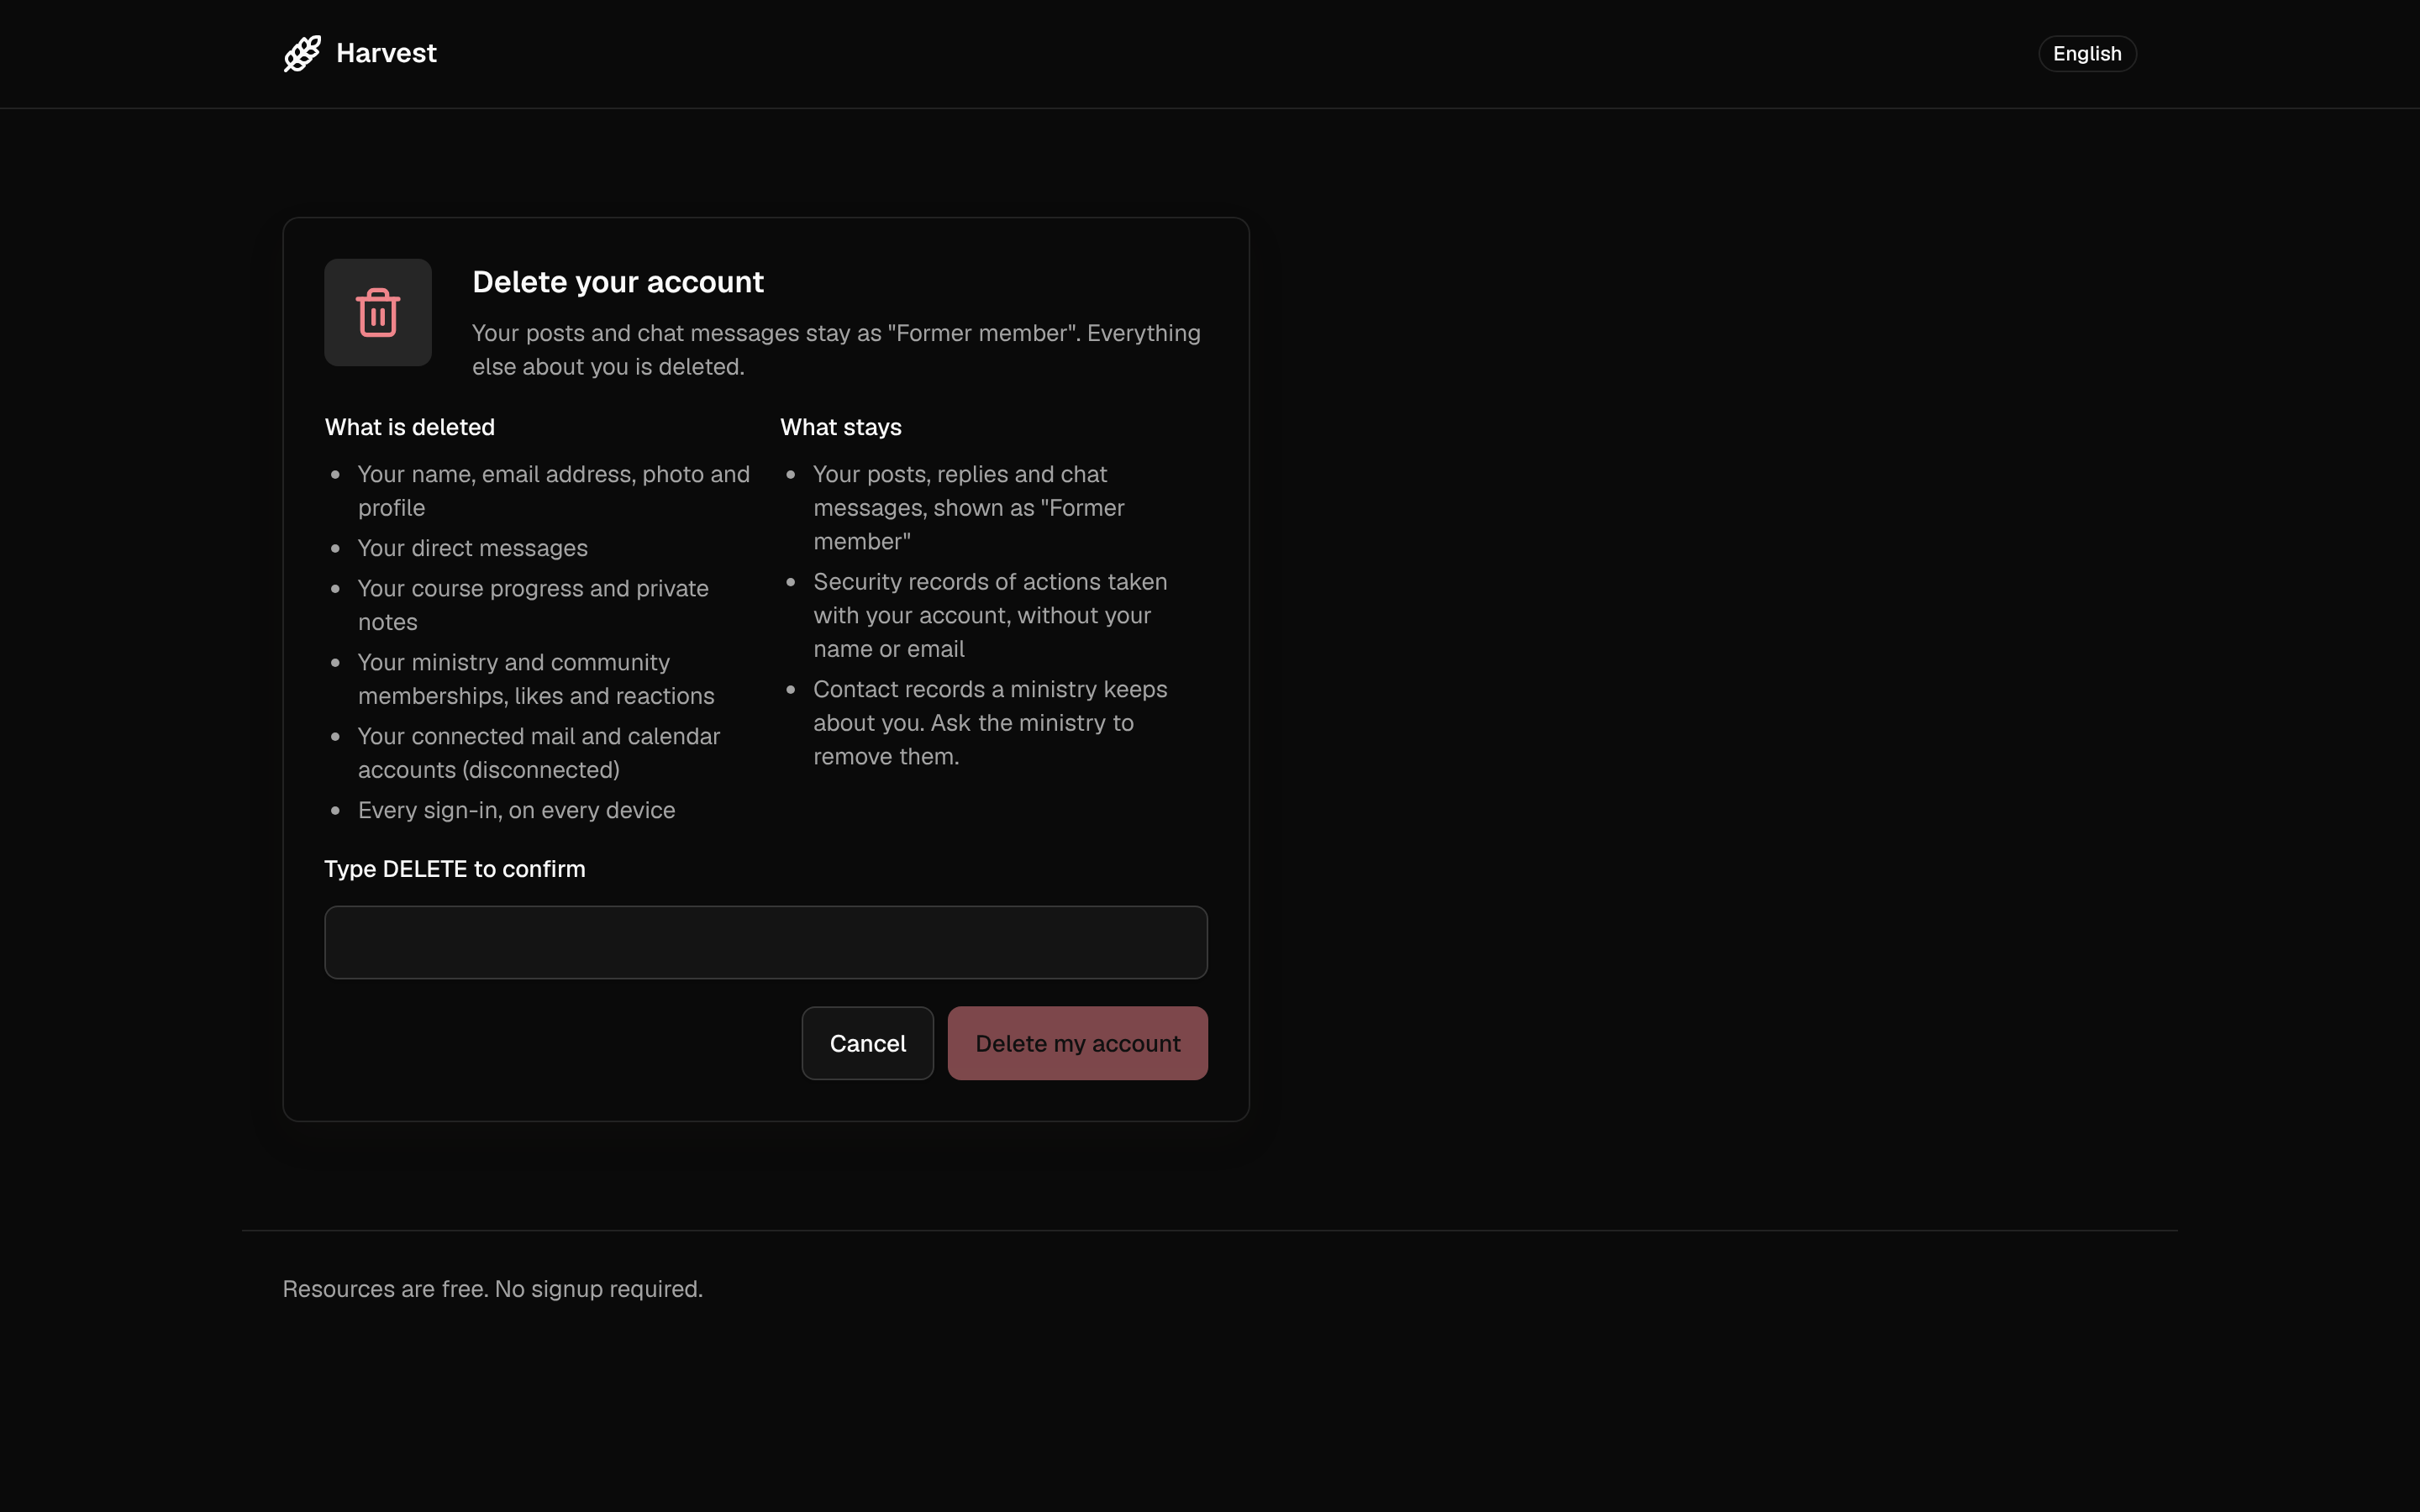 Harvest
English
Delete your account
Your posts and chat messages stay as "Former member". Everything
else about you is deleted.
What is deleted
Your name, email address, photo and
profile
Your direct messages
Your course progress and private
notes
Your ministry and community
memberships, likes and reactions
Your connected mail and calendar
accounts (disconnected)
Every sign-in, on every device
What stays
Your posts, replies and chat
messages, shown as "Former
member"
Security records of actions taken
with your account, without your
name or email
Contact records a ministry keeps
about you. Ask the ministry to
remove them.
Type DELETE to confirm
Cancel
Delete my account
Resources are free. No signup required.